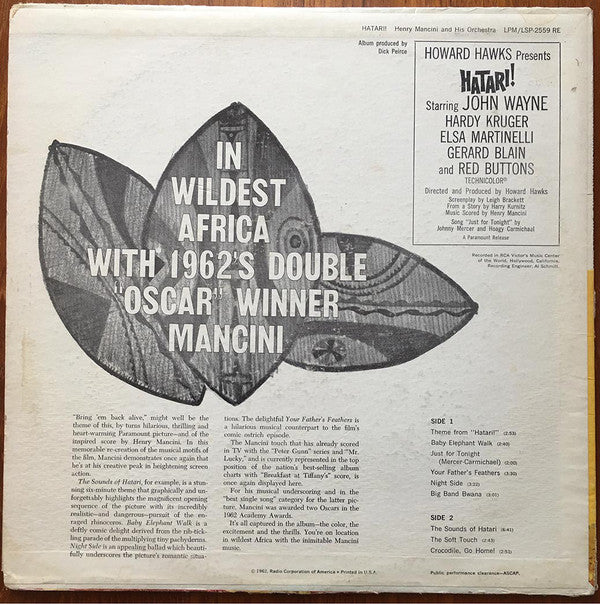 HATARI! Henry Mancini and His Orchestra LPM/LSP-2559 RE
Album produced by
Dick Peirce
HOWARD HAWKS Presents
HATARI!
Starring JOHN WAYNE
HARDY KRUGER
ELSA MARTINELLI
GERARD BLAIN
and RED BUTTONS
TECHNICOLOR®
Directed and Produced by Howard Hawks
Screenplay by Leigh Brackett
From a Story by Harry Kurnitz
Music Scored by Henry Mancini
Song "Just for Tonight" by
Johnny Mercer and Hoagy Carmichael
A Paramount Release
Recorded in RCA Victor's Music Center
of the World, Hollywood, California.
Recording Engineer: Al Schmitt.
IN
WILDEST
AFRICA
WITH 1962'S DOUBLE
"OSCAR" WINNER
MANCINI
"Bring 'em back alive," might well be the
theme of this, by turns hilarious, thrilling and
heart-warming Paramount picture—and of the
inspired score by Henry Mancini. In this
memorable re-creation of the musical motifs of
the film, Mancini demonstrates once again that
he's at his creative peak in heightening screen
action.
The Sounds of Hatari, for example, is a stun-
ning six-minute theme that graphically and un-
forgettably highlights the magnificent opening
sequence of the picture with its incredibly
realistic—and dangerous—pursuit of the en-
raged rhinoceros. Baby Elephant Walk is a
deftly comic delight derived from the rib-tick-
ling parade of the multiplying tiny pachyderms.
Night Side is an appealing ballad which beauti-
fully underscores the picture's romantic situa-
tions. The delightful Your Father's Feathers is
a hilarious musical counterpart to the film's
comic ostrich episode.
The Mancini touch that has already scored
in TV with the "Peter Gunn" series and "Mr.
Lucky," and is currently represented in the top
position of the nation's best-selling album
charts with "Breakfast at Tiffany's" score, is
once again displayed here.
For his musical underscoring and in the
"best single song" category for the latter pic-
ture, Mancini was awarded two Oscars in the
1962 Academy Awards.
It's all captured in the album—the color, the
excitement and the thrills. You're on location
in wildest Africa with the inimitable Mancini
music.
SIDE 1
Theme from "Hatari!" (2:53)
Baby Elephant Walk (2:40)
Just for Tonight
(Mercer-Carmichael) (2:00)
Your Father's Feathers (3:30)
Night Side (3:22)
Big Band Bwana (3:01)
SIDE 2
The Sounds of Hatari (6:41)
The Soft Touch (2:43)
Crocodile, Go Home! (2:51)
© 1962, Radio Corporation of America • Printed in U.S.A.
Public performance clearance—ASCAP.